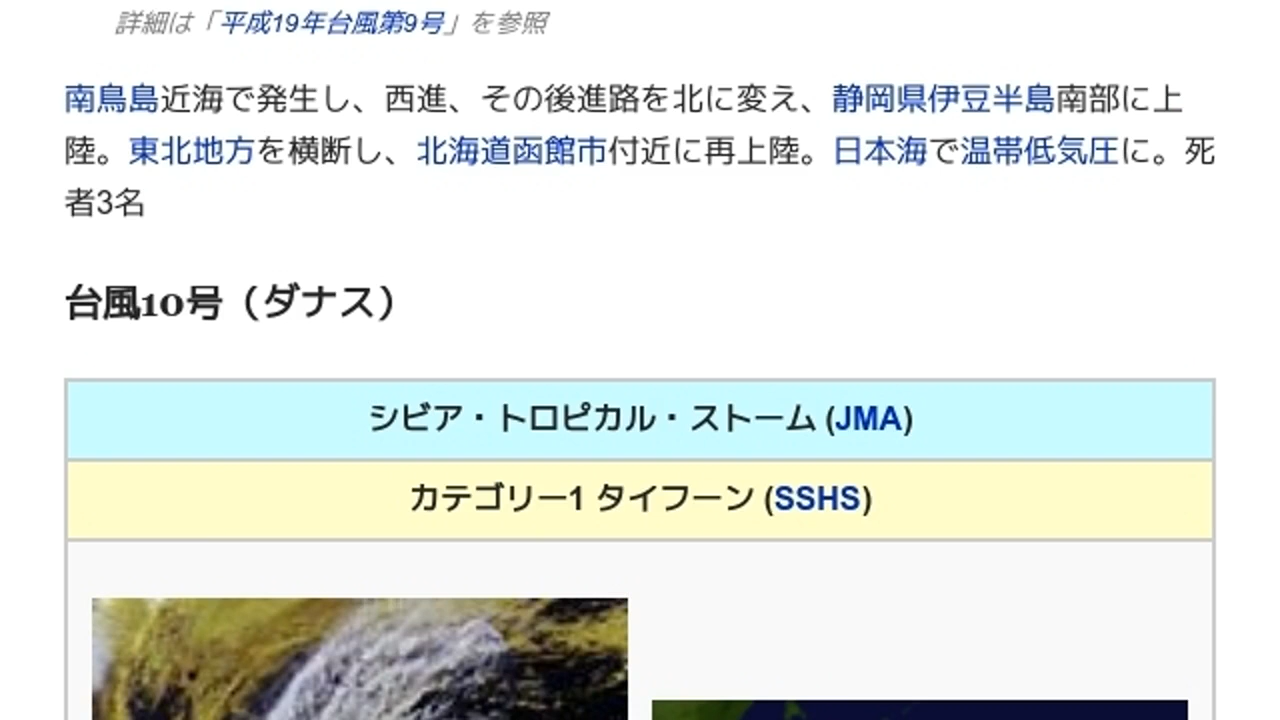 詳細は「平成19年台風第9号」を参照
南鳥島近海で発生し、西進、その後進路を北に変え、静岡県伊豆半島南部に上
陸。東北地方を横断し、北海道函館市付近に再上陸。日本海で温帯低気圧に。死
者3名
台風10号（ダナス）
シビア・トロピカル・ストーム (JMA)
カテゴリー1 タイフーン (SSHS)